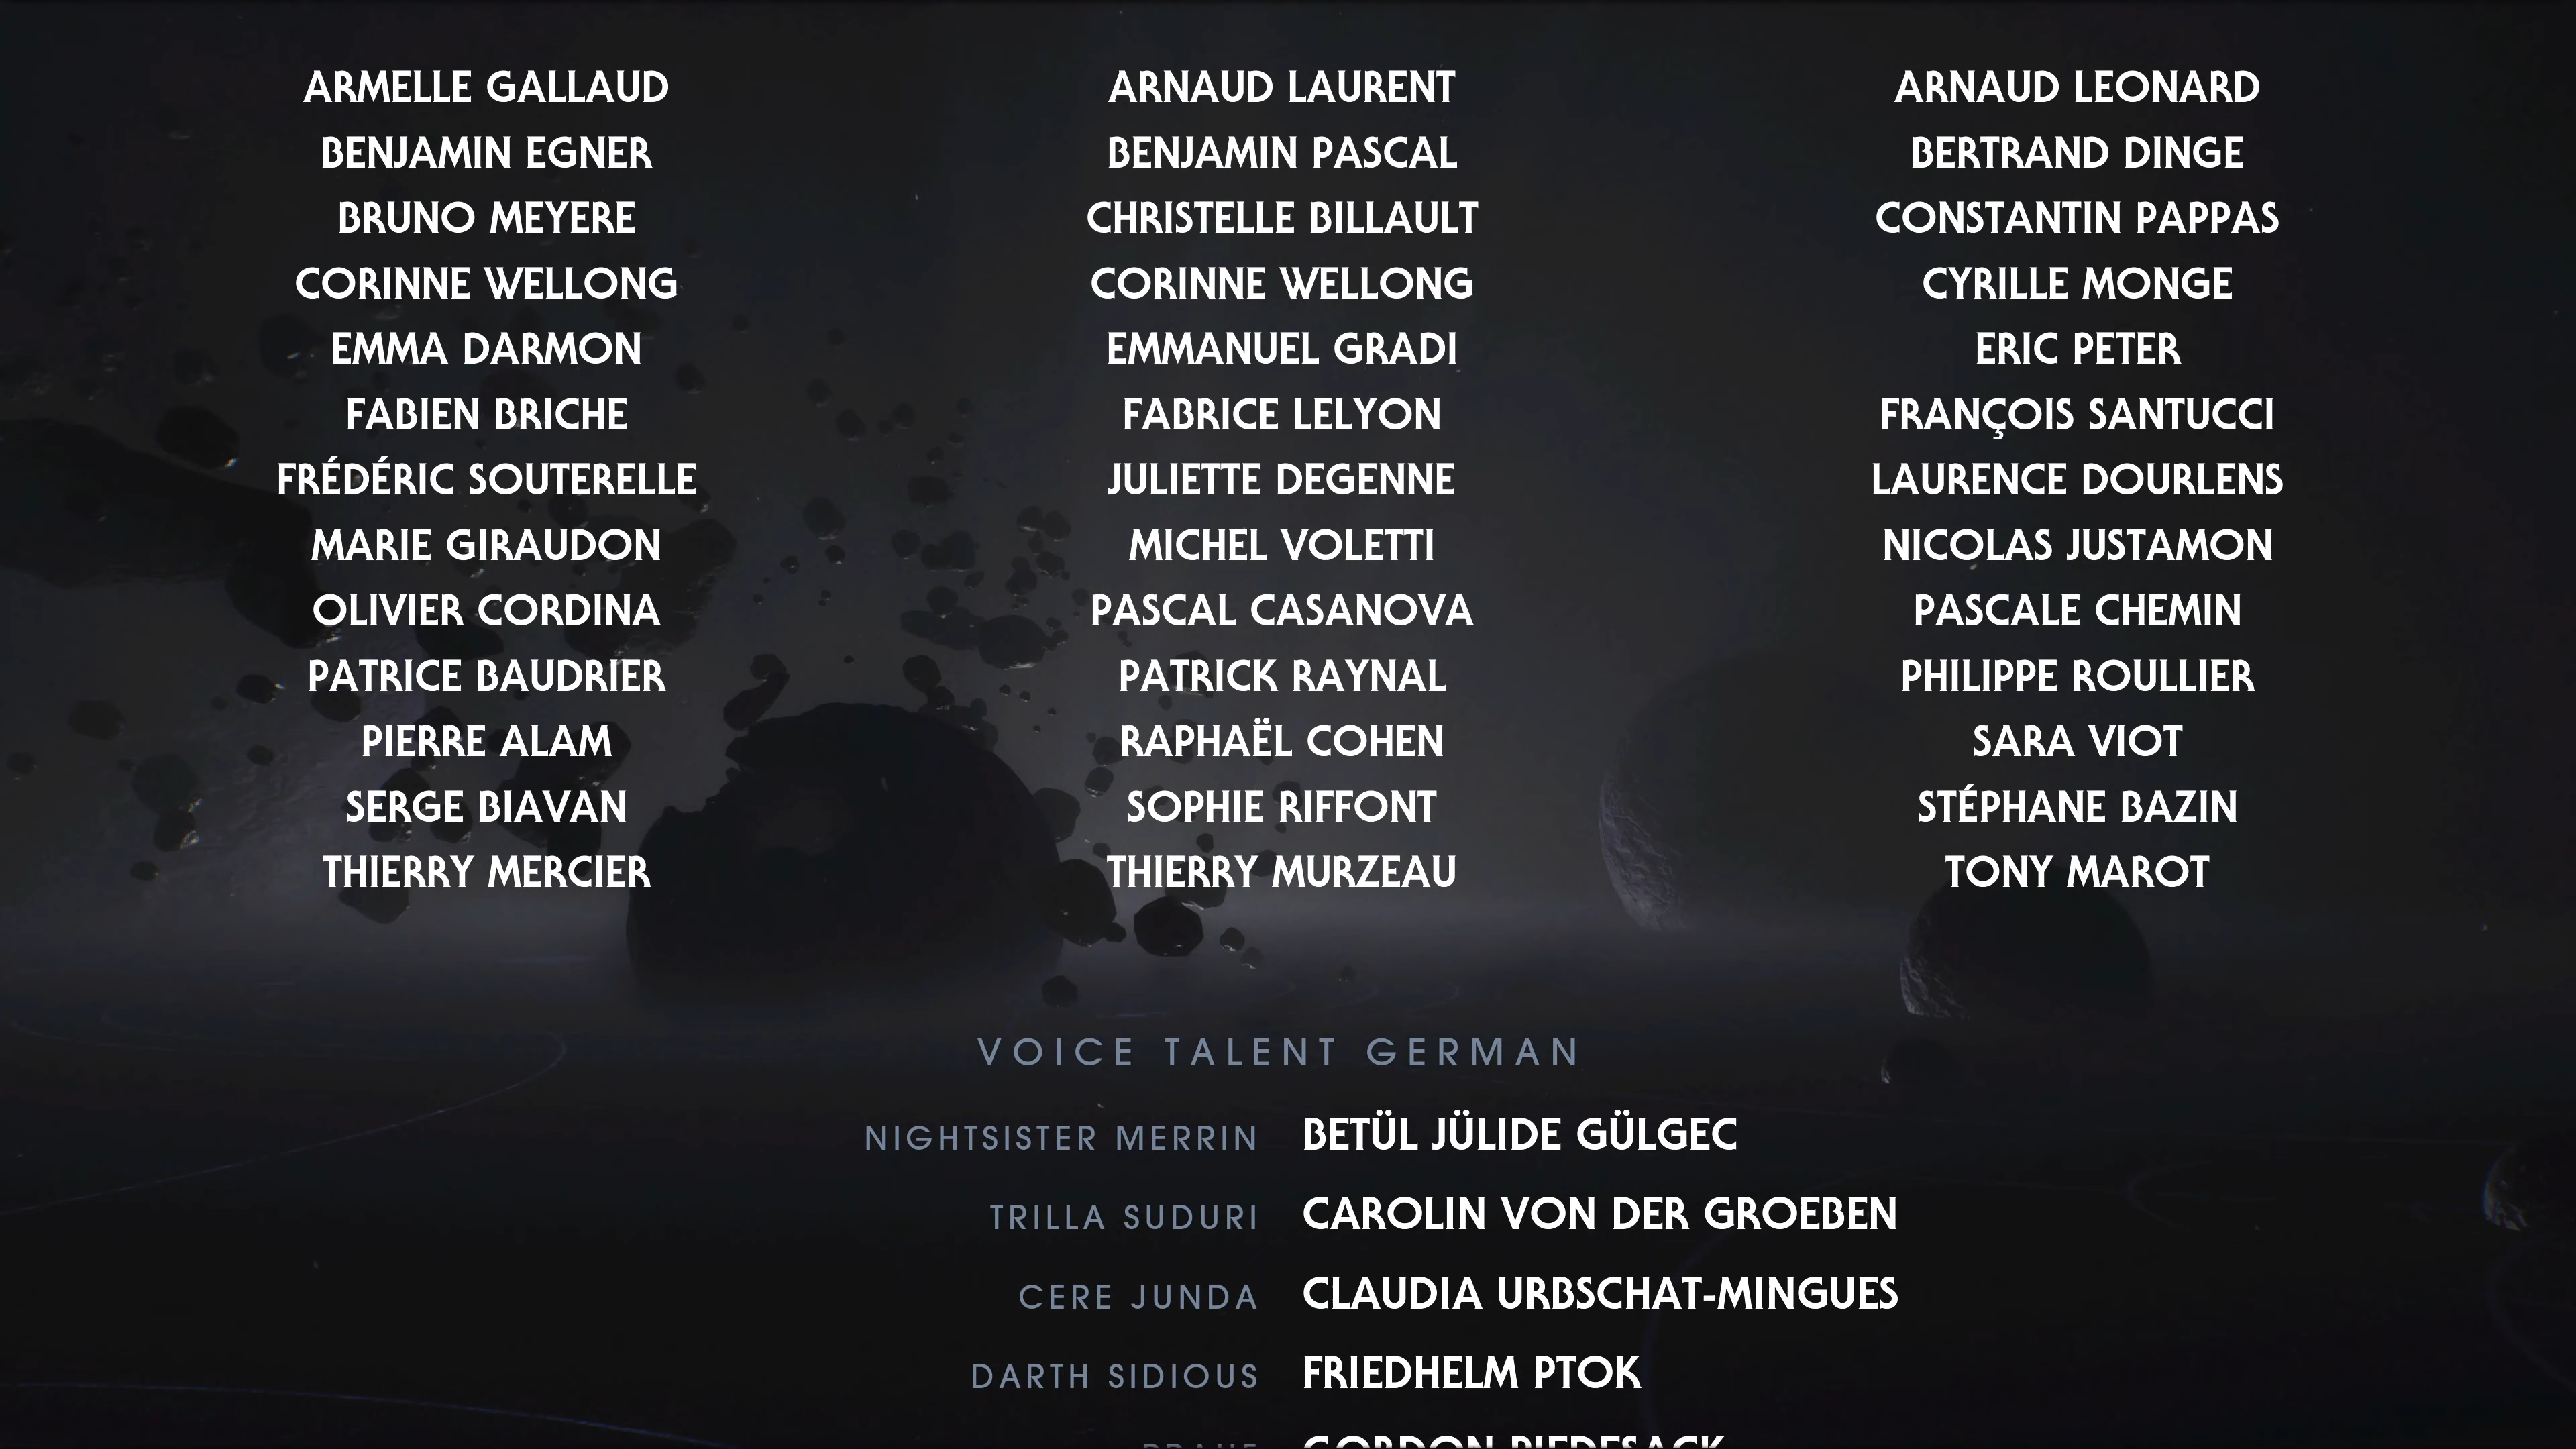 ARMELLE GALLAUD ARNAUD LAURENT ARNAUD LEONARD
BENJAMIN EGNER BENJAMIN PASCAL BERTRAND DINGE
BRUNO MEYERE CHRISTELLE BILLAULT CONSTANTIN PAPPAS
CORINNE WELLONG CORINNE WELLONG CYRILLE MONGE
EMMA DARMON EMMANUEL GRADI ERIC PETER
FABIEN BRICHE FABRICE LELYON FRANÇOIS SANTUCCI
FRÉDÉRIC SOUTERELLE JULIETTE DEGENNE LAURENCE DOURLENS
MARIE GIRAUDON MICHEL VOLETTI NICOLAS JUSTAMON
OLIVIER CORDINA PASCAL CASANOVA PASCALE CHEMIN
PATRICE BAUDRIER PATRICK RAYNAL PHILIPPE ROULLIER
PIERRE ALAM RAPHAËL COHEN SARA VIOT
SERGE BIAVAN SOPHIE RIFFONT STÉPHANE BAZIN
THIERRY MERCIER THIERRY MURZEAU TONY MAROT
VOICE TALENT GERMAN
NIGHTSISTER MERRIN BETÜL JÜLIDE GÜLGEC
TRILLA SUDURI CAROLIN VON DER GROEBEN
CERE JUNDA CLAUDIA URBSCHAT-MINGUES
DARTH SIDIOUS FRIEDHELM PTOK